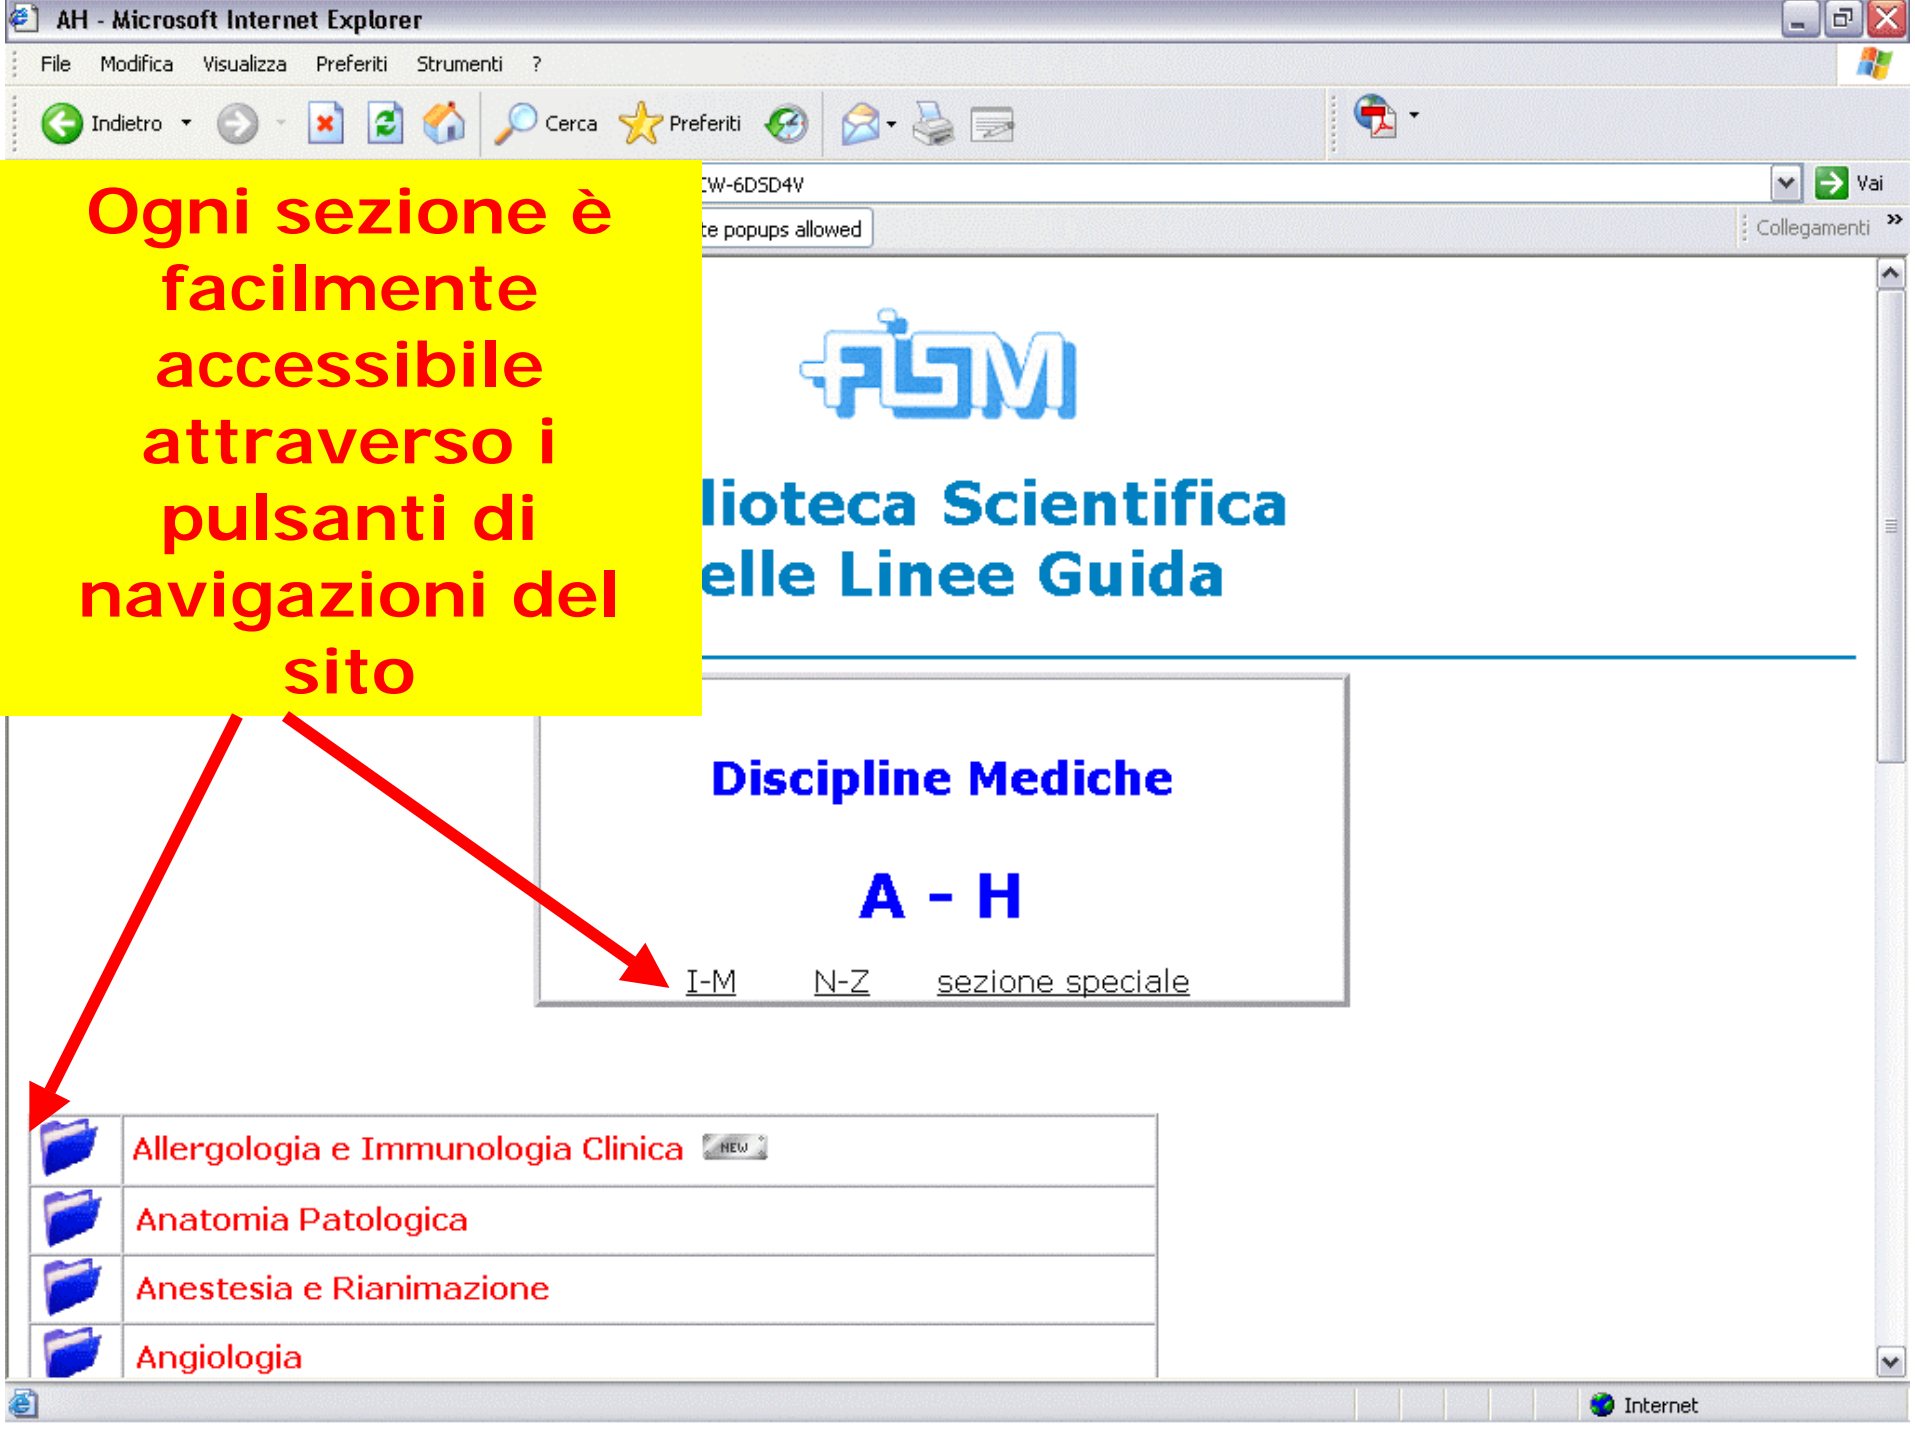 AH - Microsoft Internet Explorer
File Modifica Visualizza Preferiti Strumenti ?
Indietro Cerca Preferiti
CW-6DSD4V Vai
te popups allowed Collegamenti »
Ogni sezione è
facilmente
accessibile
attraverso i
pulsanti di
navigazioni del
sito
FISM
lioteca Scientifica
elle Linee Guida
Discipline Mediche
A - H
I-M N-Z sezione speciale
Allergologia e Immunologia Clinica NEW
Anatomia Patologica
Anestesia e Rianimazione
Angiologia
Internet